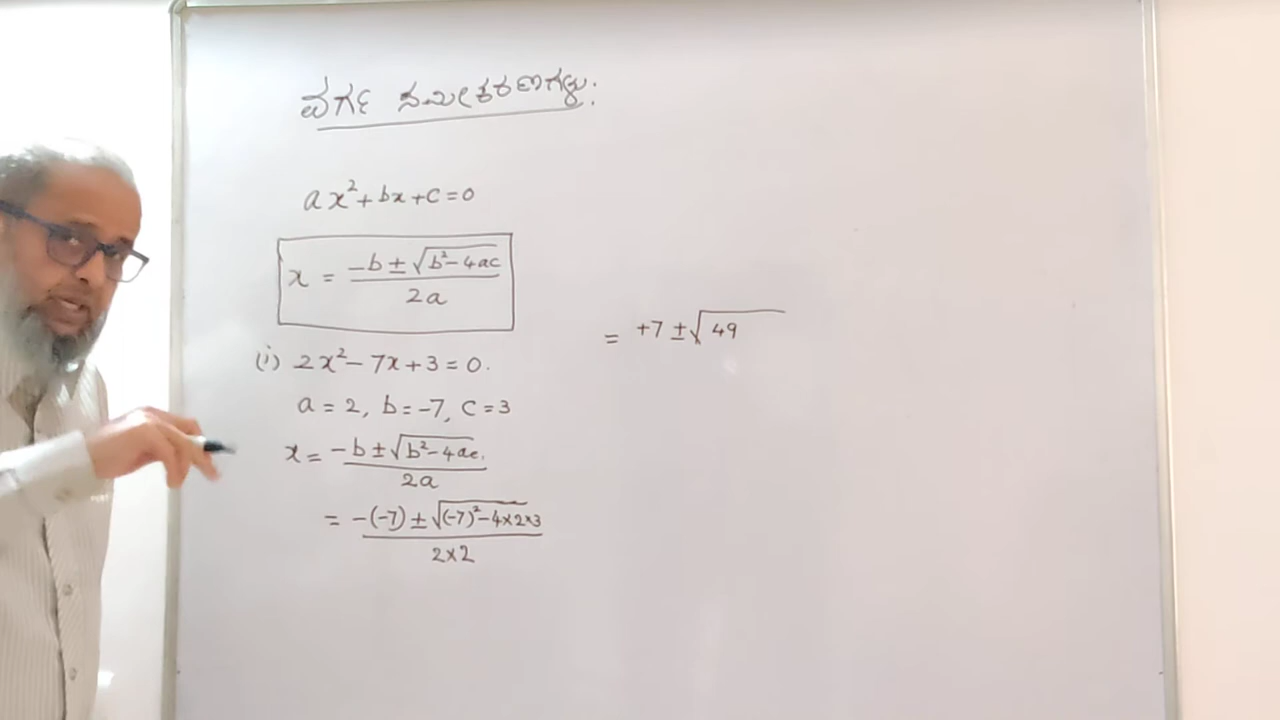 ವರ್ಗ ಸಮೀಕರಣಗಳು:
ax²+bx+c=0
x = (-b±√(b²-4ac))/(2a)
(i) 2x²-7x+3=0.
a=2, b=-7, c=3
x= (-b±√(b²-4ac))/(2a)
= (-(-7)±√((-7)²-4×2×3))/(2×2)
= +7±√49